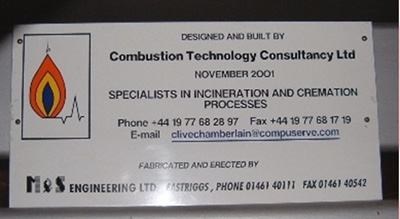 DESIGNED AND BUILT BY
Combustion Technology Consultancy Ltd
NOVEMBER 2001
SPECIALISTS IN INCINERATION AND CREMATION
PROCESSES
Phone +44 19 77 68 28 97 Fax +44 19 77 68 17 19
E-mail clivechamberlain@compuserve.com
FABRICATED AND ERECTED BY
M&S ENGINEERING LTD. EASTRIGGS, PHONE 01461 40111 FAX 01461 40542